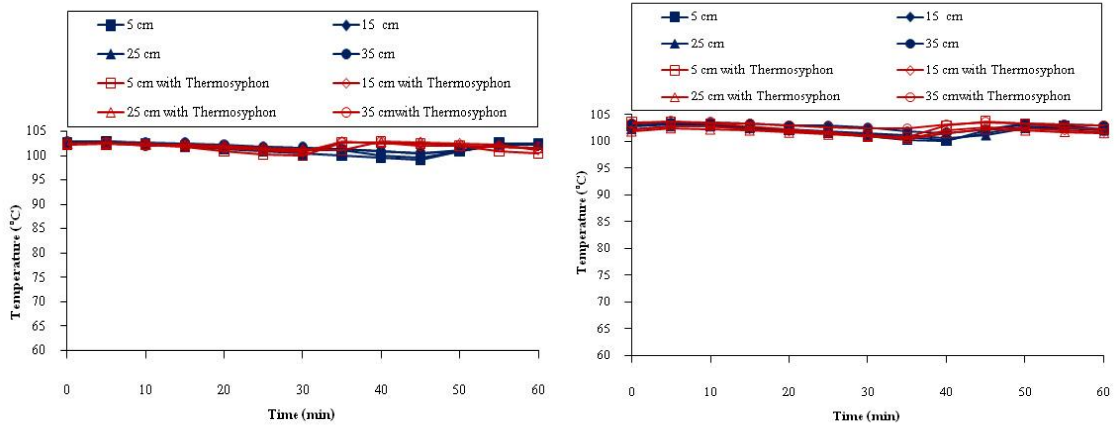 5 cm
15 cm
25 cm
35 cm
5 cm with Thermosyphon
15 cm with Thermosyphon
25 cm with Thermosyphon
35 cmwith Thermosyphon
105
100
95
90
85
80
75
70
65
60
Temperature (°C)
0
10
20
30
40
50
60
Time (min)
5 cm
15 cm
25 cm
35 cm
5 cm with Thermosyphon
15 cm with Thermosyphon
25 cm with Thermosyphon
35 cmwith Thermosyphon
105
100
95
90
85
80
75
70
65
60
Temperature (°C)
0
10
20
30
40
50
60
Time (min)